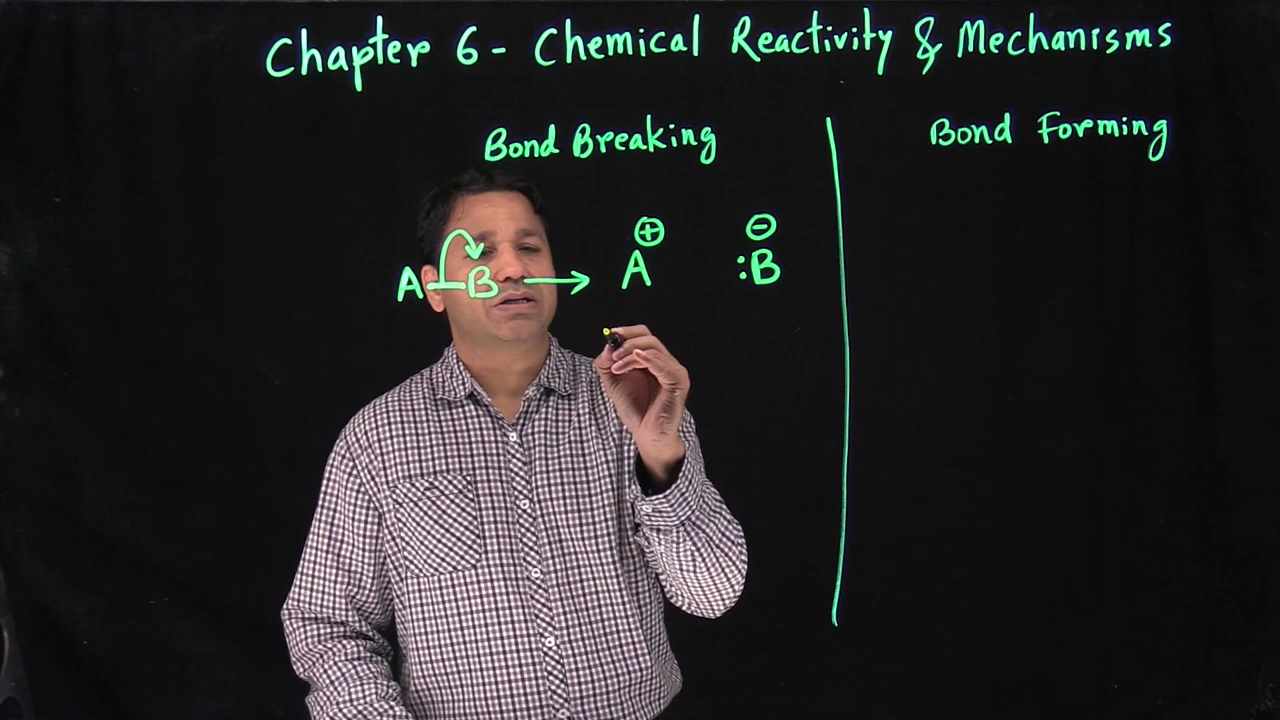 Chapter 6 - Chemical Reactivity & Mechanisms
Bond Breaking
Bond Forming
⊕ ⊖
A—B → A :B